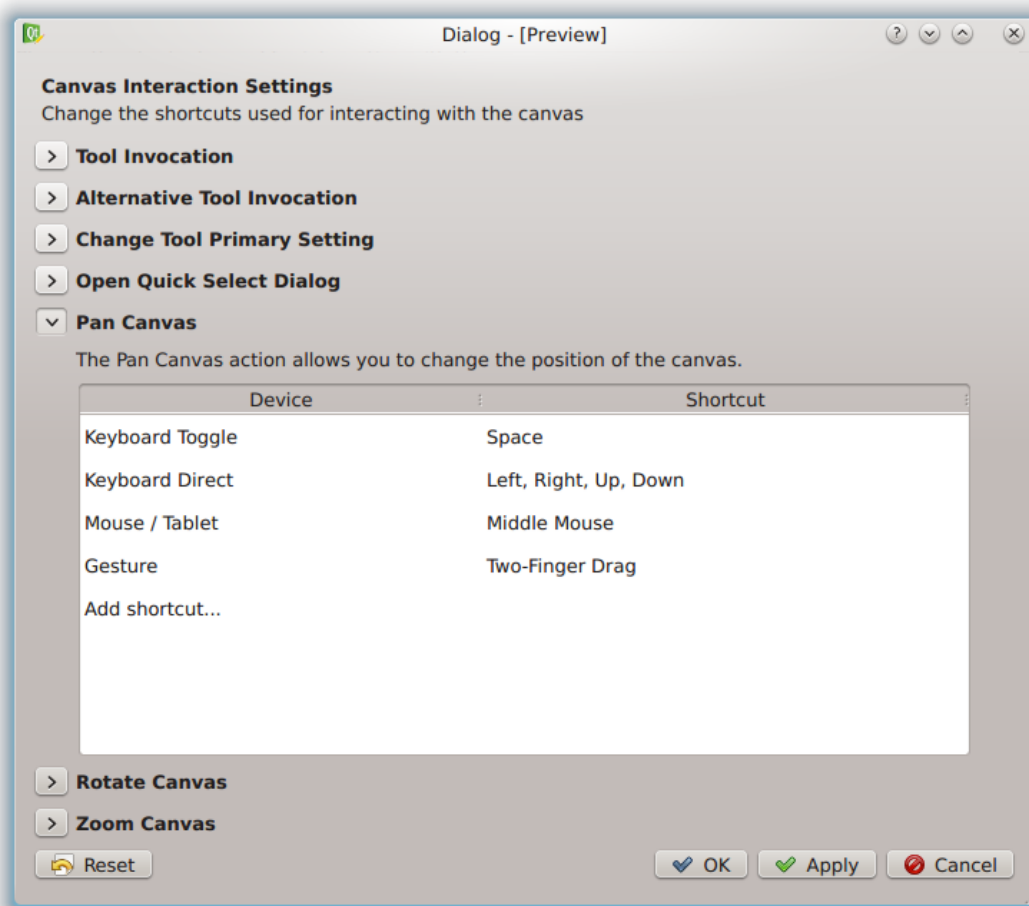 Dialog - [Preview]
Canvas Interaction Settings
Change the shortcuts used for interacting with the canvas
Tool Invocation
Alternative Tool Invocation
Change Tool Primary Setting
Open Quick Select Dialog
Pan Canvas
The Pan Canvas action allows you to change the position of the canvas.
Device Shortcut
Keyboard Toggle Space
Keyboard Direct Left, Right, Up, Down
Mouse / Tablet Middle Mouse
Gesture Two-Finger Drag
Add shortcut...
Rotate Canvas
Zoom Canvas
Reset OK Apply Cancel